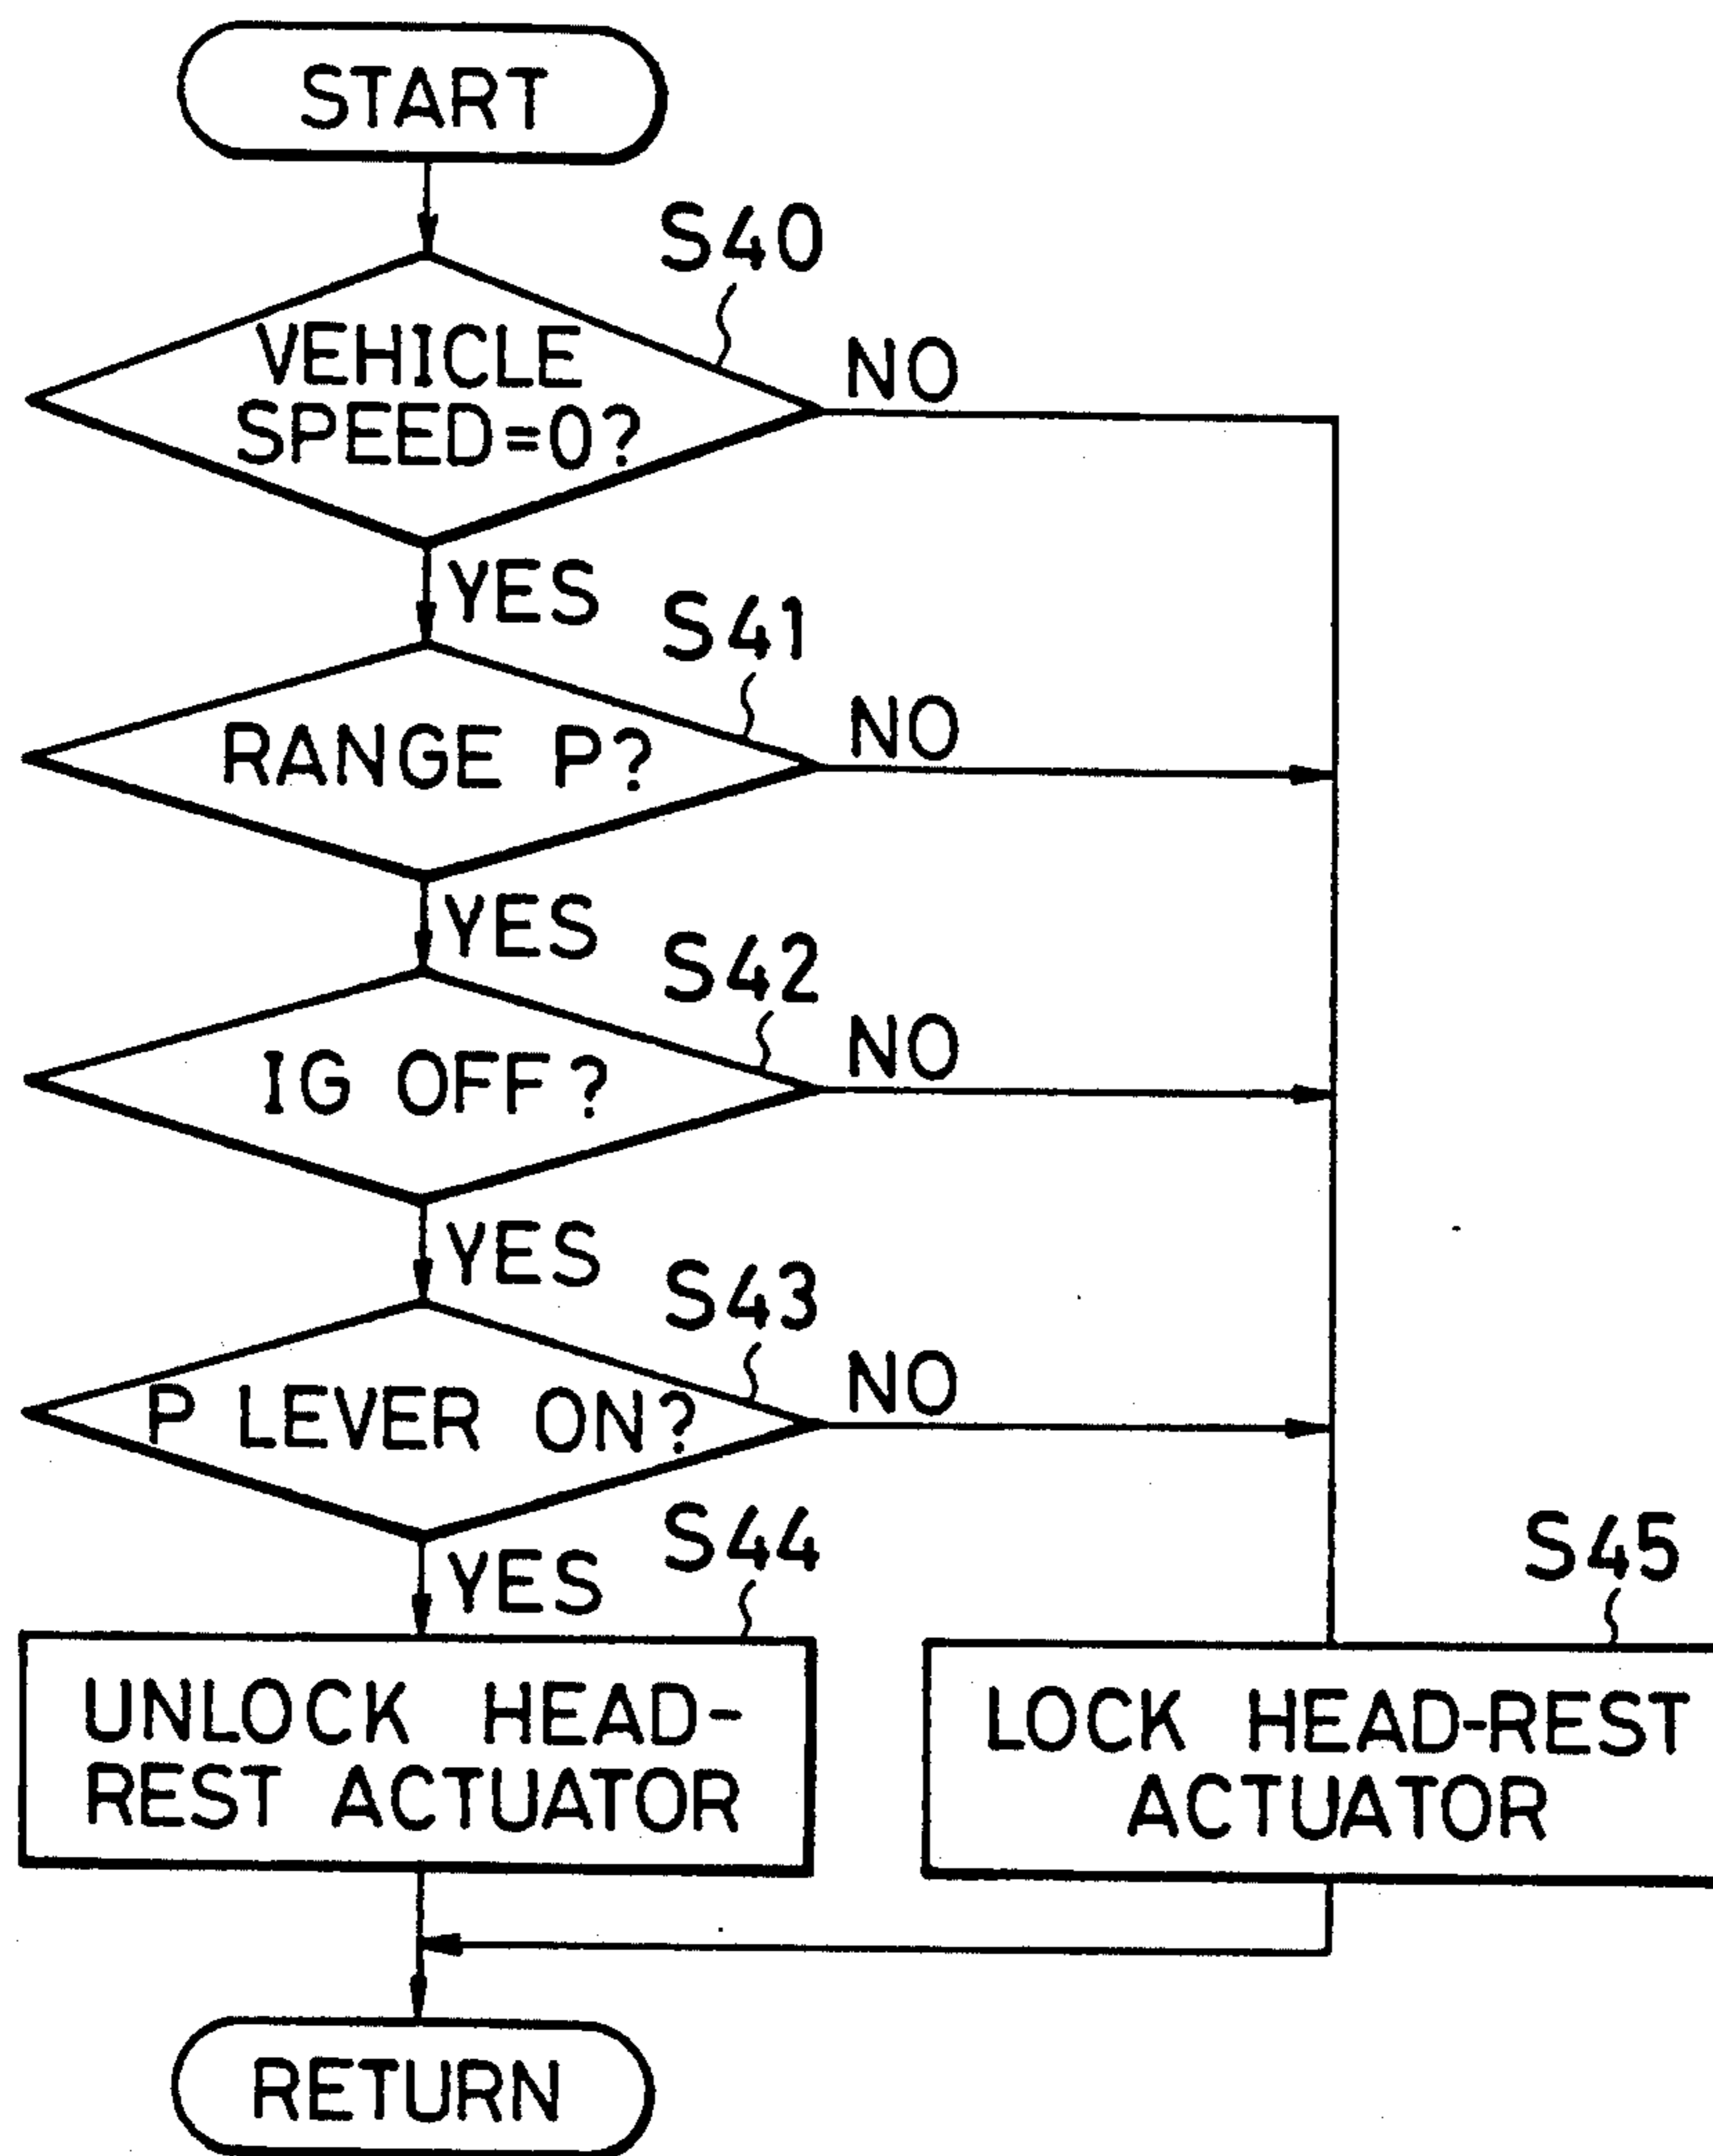 START
S40
VEHICLE
SPEED=0?
NO
YES
S41
RANGE P?
NO
YES
S42
IG OFF?
NO
YES
S43
P LEVER ON?
NO
YES
S44
UNLOCK HEAD-
REST ACTUATOR
S45
LOCK HEAD-REST
ACTUATOR
RETURN